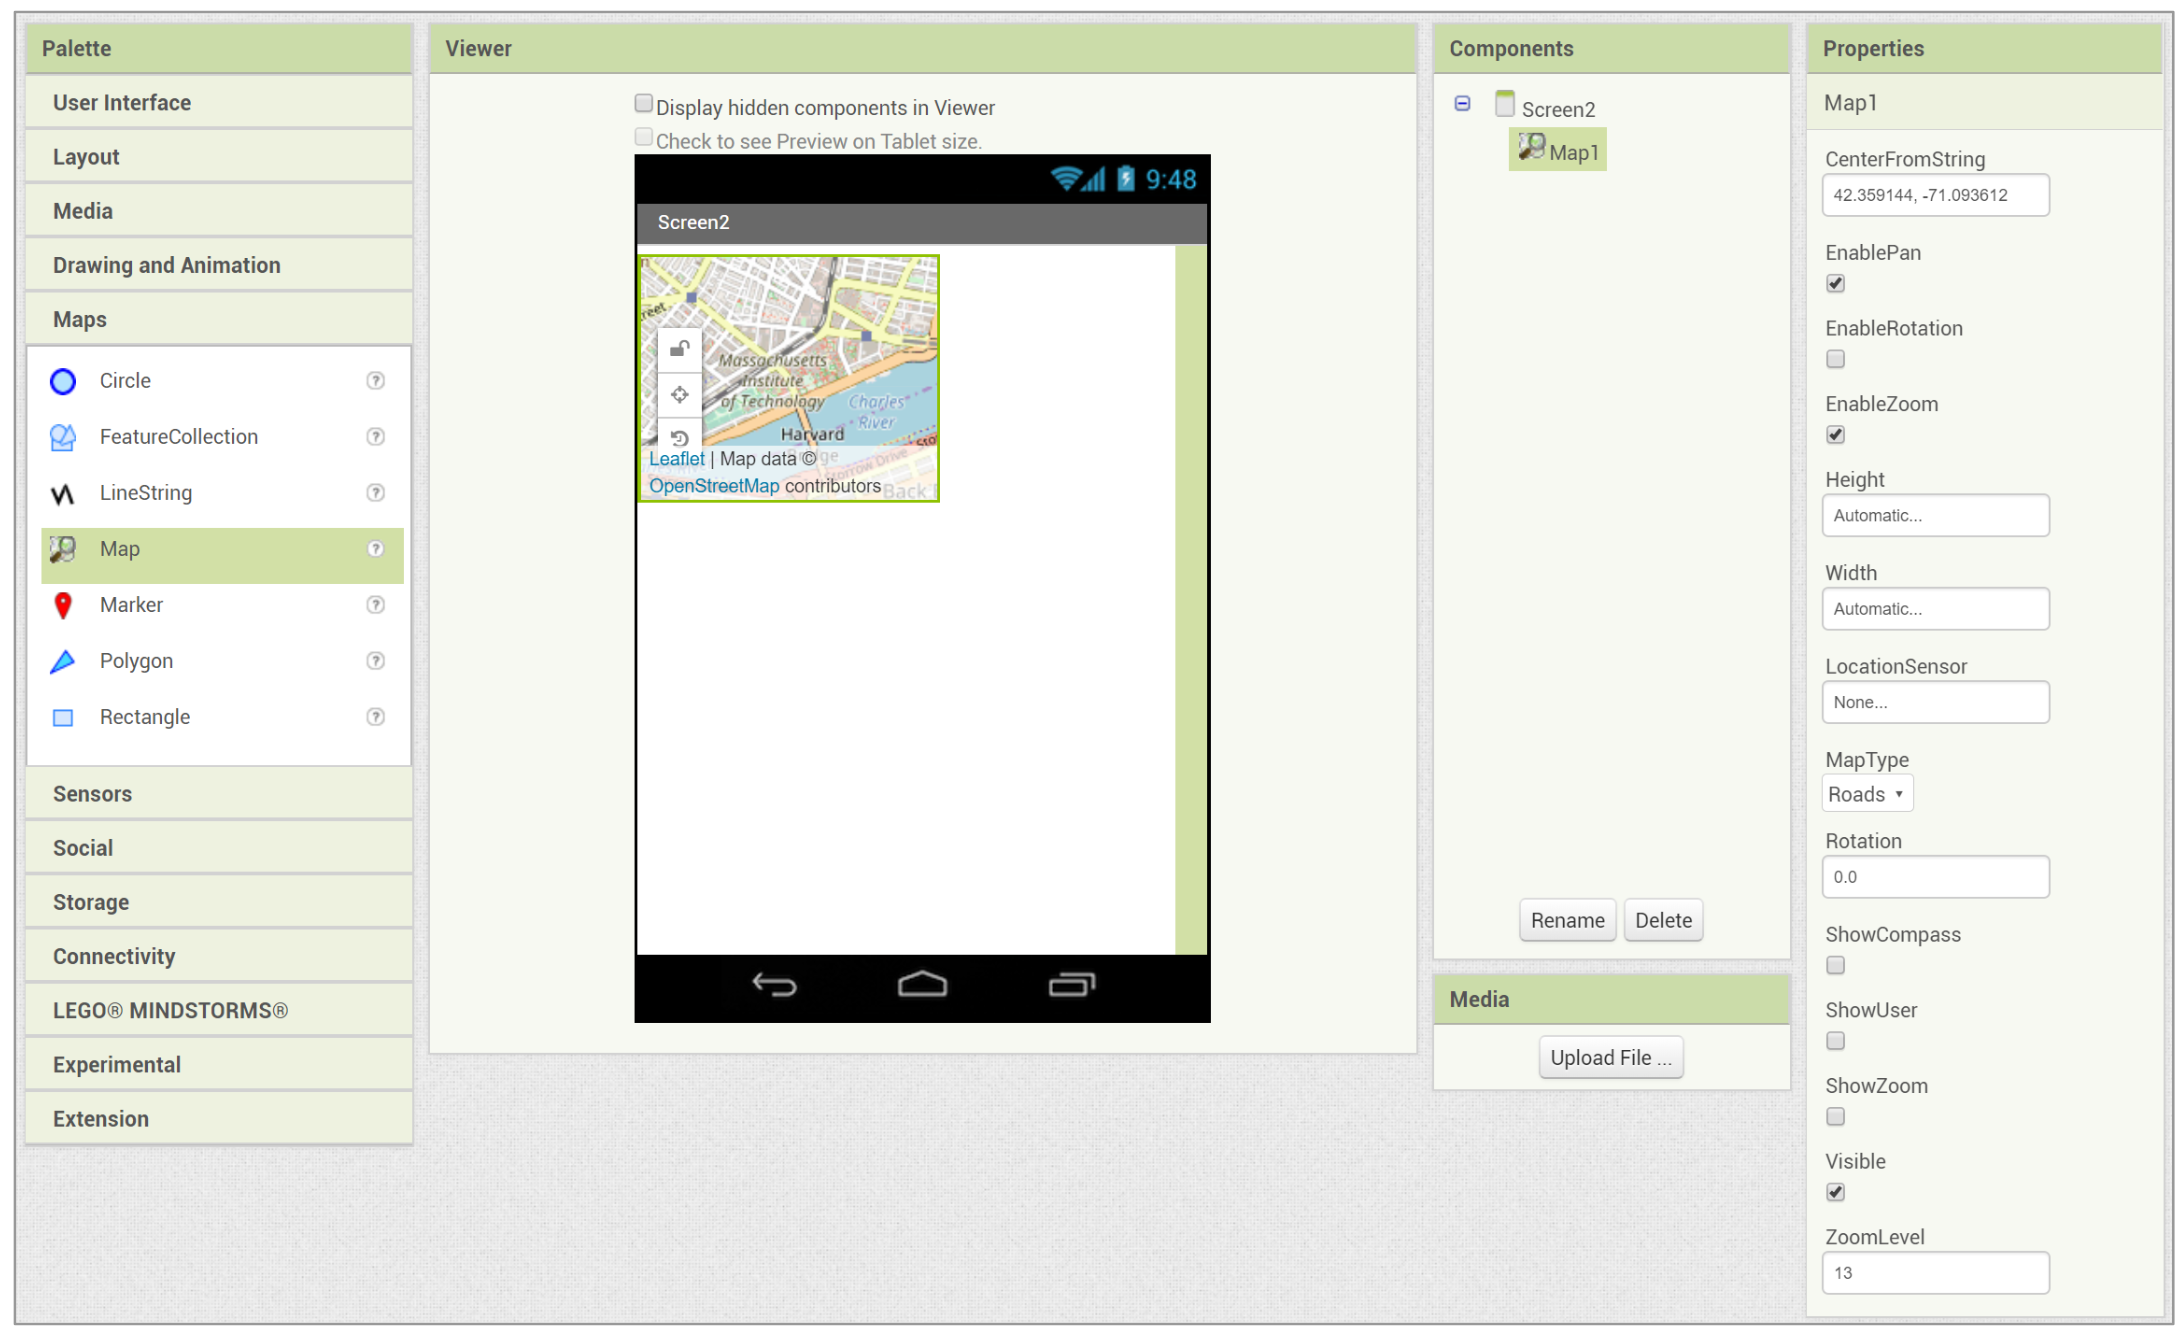 Palette
User Interface
Layout
Media
Drawing and Animation
Maps
Circle
FeatureCollection
LineString
Map
Marker
Polygon
Rectangle
Sensors
Social
Storage
Connectivity
LEGO® MINDSTORMS®
Experimental
Extension
Viewer
Display hidden components in Viewer
Check to see Preview on Tablet size.
9:48
Screen2
Massachusetts
Institute
of Technology
Charles
River
Harvard
Leaflet | Map data ©
OpenStreetMap contributors
Back
Components
Screen2
Map1
Rename
Delete
Media
Upload File ...
Properties
Map1
CenterFromString
42.359144, -71.093612
EnablePan
EnableRotation
EnableZoom
Height
Automatic...
Width
Automatic...
LocationSensor
None...
MapType
Roads
Rotation
0.0
ShowCompass
ShowUser
ShowZoom
Visible
ZoomLevel
13